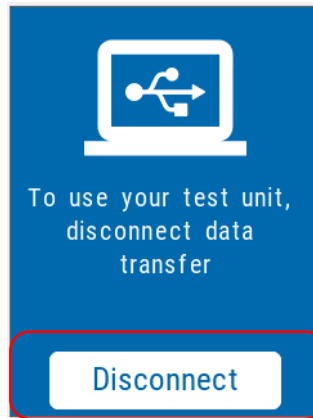 To use your test unit,
disconnect data
transfer
Disconnect